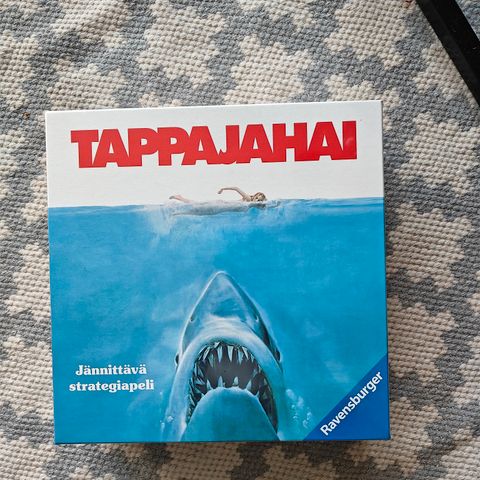 TAPPAJAHAI
Jännittävä
strategiapeli
Ravensburger